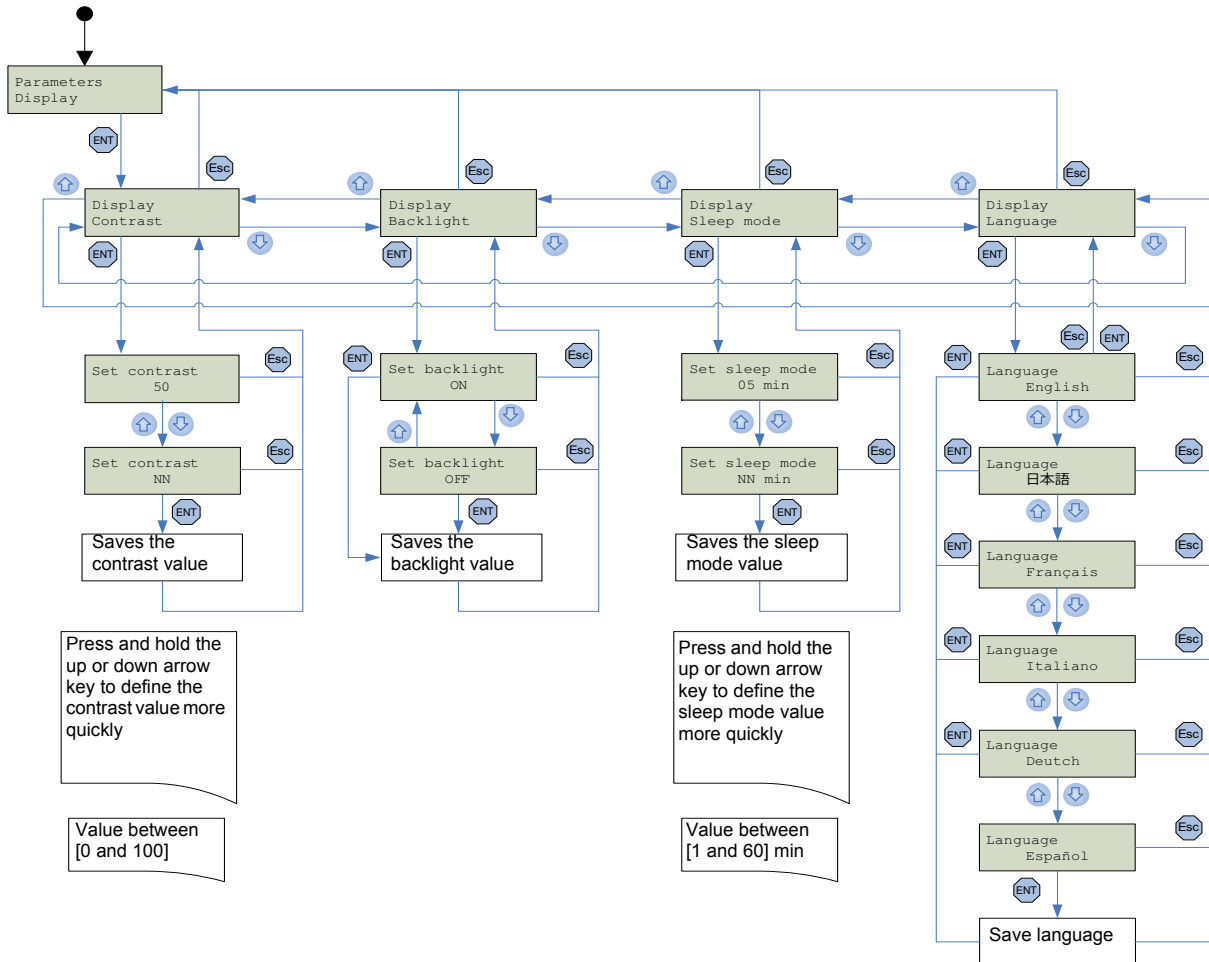 Parameters
Display
ENT
Esc
Esc
Esc
Esc
Display
Contrast
Display
Backlight
Display
Sleep mode
Display
Language
ENT
ENT
ENT
ENT
Esc
ENT
Set contrast
50
Esc
ENT
Set backlight
ON
Esc
Set sleep mode
05 min
Esc
ENT
Language
English
Esc
Set contrast
NN
Esc
Set backlight
OFF
Esc
Set sleep mode
NN min
Esc
ENT
Language
日本語
Esc
ENT
ENT
ENT
Saves the
contrast value
Saves the
backlight value
Saves the sleep
mode value
ENT
Language
Français
Esc
ENT
Language
Italiano
Esc
ENT
Language
Deutch
Esc
Language
Español
Esc
ENT
Save language
Press and hold the
up or down arrow
key to define the
contrast value more
quickly
Press and hold the
up or down arrow
key to define the
sleep mode value
more quickly
Value between
[0 and 100]
Value between
[1 and 60] min